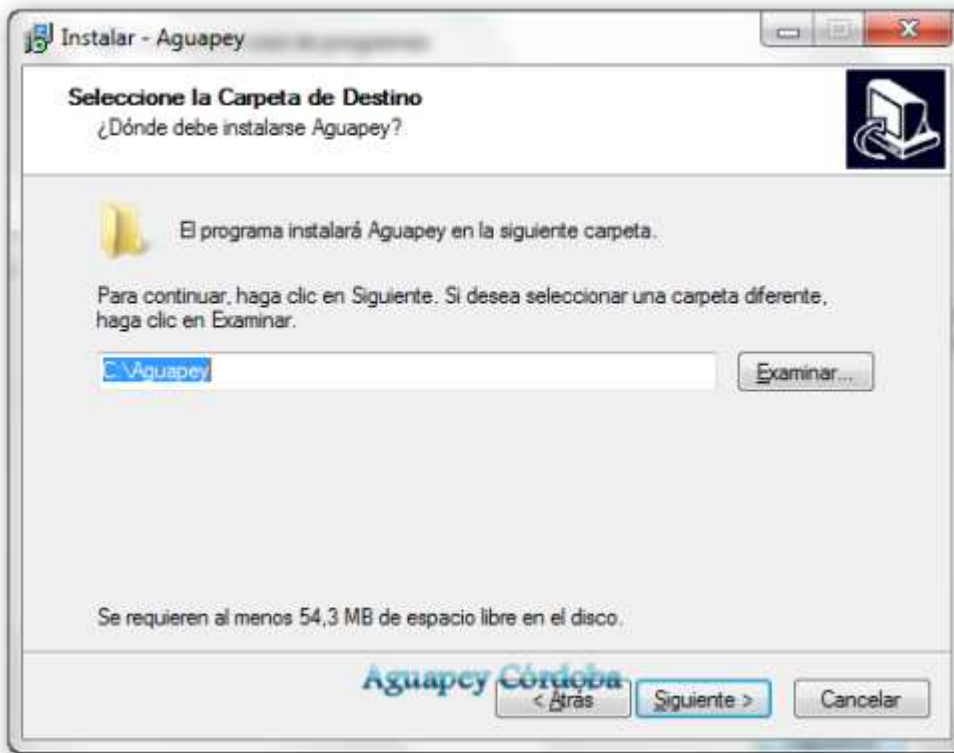 Instalar - Aguapey
Seleccione la Carpeta de Destino
¿Dónde debe instalarse Aguapey?
El programa instalará Aguapey en la siguiente carpeta.
Para continuar, haga clic en Siguiente. Si desea seleccionar una carpeta diferente,
haga clic en Examinar.
C:\Aguapey
Examinar...
Se requieren al menos 54,3 MB de espacio libre en el disco.
Aguapey Córdoba
< Atrás Siguiente > Cancelar